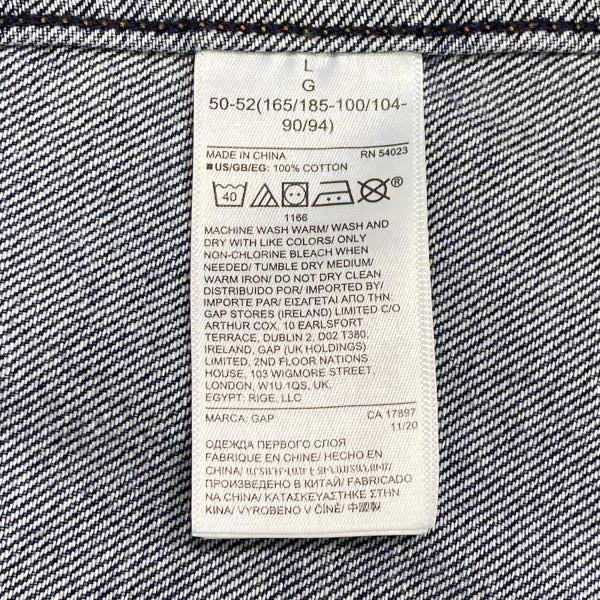 L
G
50-52(165/185-100/104-
90/94)
MADE IN CHINA RN 54023
■US/GB/EG: 100% COTTON
40 ®
1166
MACHINE WASH WARM/ WASH AND
DRY WITH LIKE COLORS/ ONLY
NON-CHLORINE BLEACH WHEN
NEEDED/ TUMBLE DRY MEDIUM/
WARM IRON/ DO NOT DRY CLEAN
DISTRIBUIDO POR/ IMPORTED BY/
IMPORTE PAR/ ΕΙΣΑΓΕΤΑΙ ΑΠΟ ΤΗΝ:
GAP STORES (IRELAND) LIMITED C/O
ARTHUR COX, 10 EARLSFORT
TERRACE, DUBLIN 2, D02 T380,
IRELAND, GAP (UK HOLDINGS)
LIMITED, 2ND FLOOR NATIONS
HOUSE, 103 WIGMORE STREET,
LONDON, W1U 1QS, UK,
EGYPT: RIGE, LLC
MARCA: GAP CA 17897
11/20
ОДЕЖДА ПЕРВОГО СЛОЯ
FABRIQUE EN CHINE/ HECHO EN
CHINA/ ԱՐՏԱԴՐՎԱԾ Է ՉԻՆԱՍՏԱՆՈՒՄ/
ПРОИЗВЕДЕНО В КИТАЙ/ FABRICADO
NA CHINA/ ΚΑΤΑΣΚΕΥΑΣΤΗΚΕ ΣΤΗΝ
ΚΙΝΑ/ VYROBENO V ČÍNĚ/ 中國製